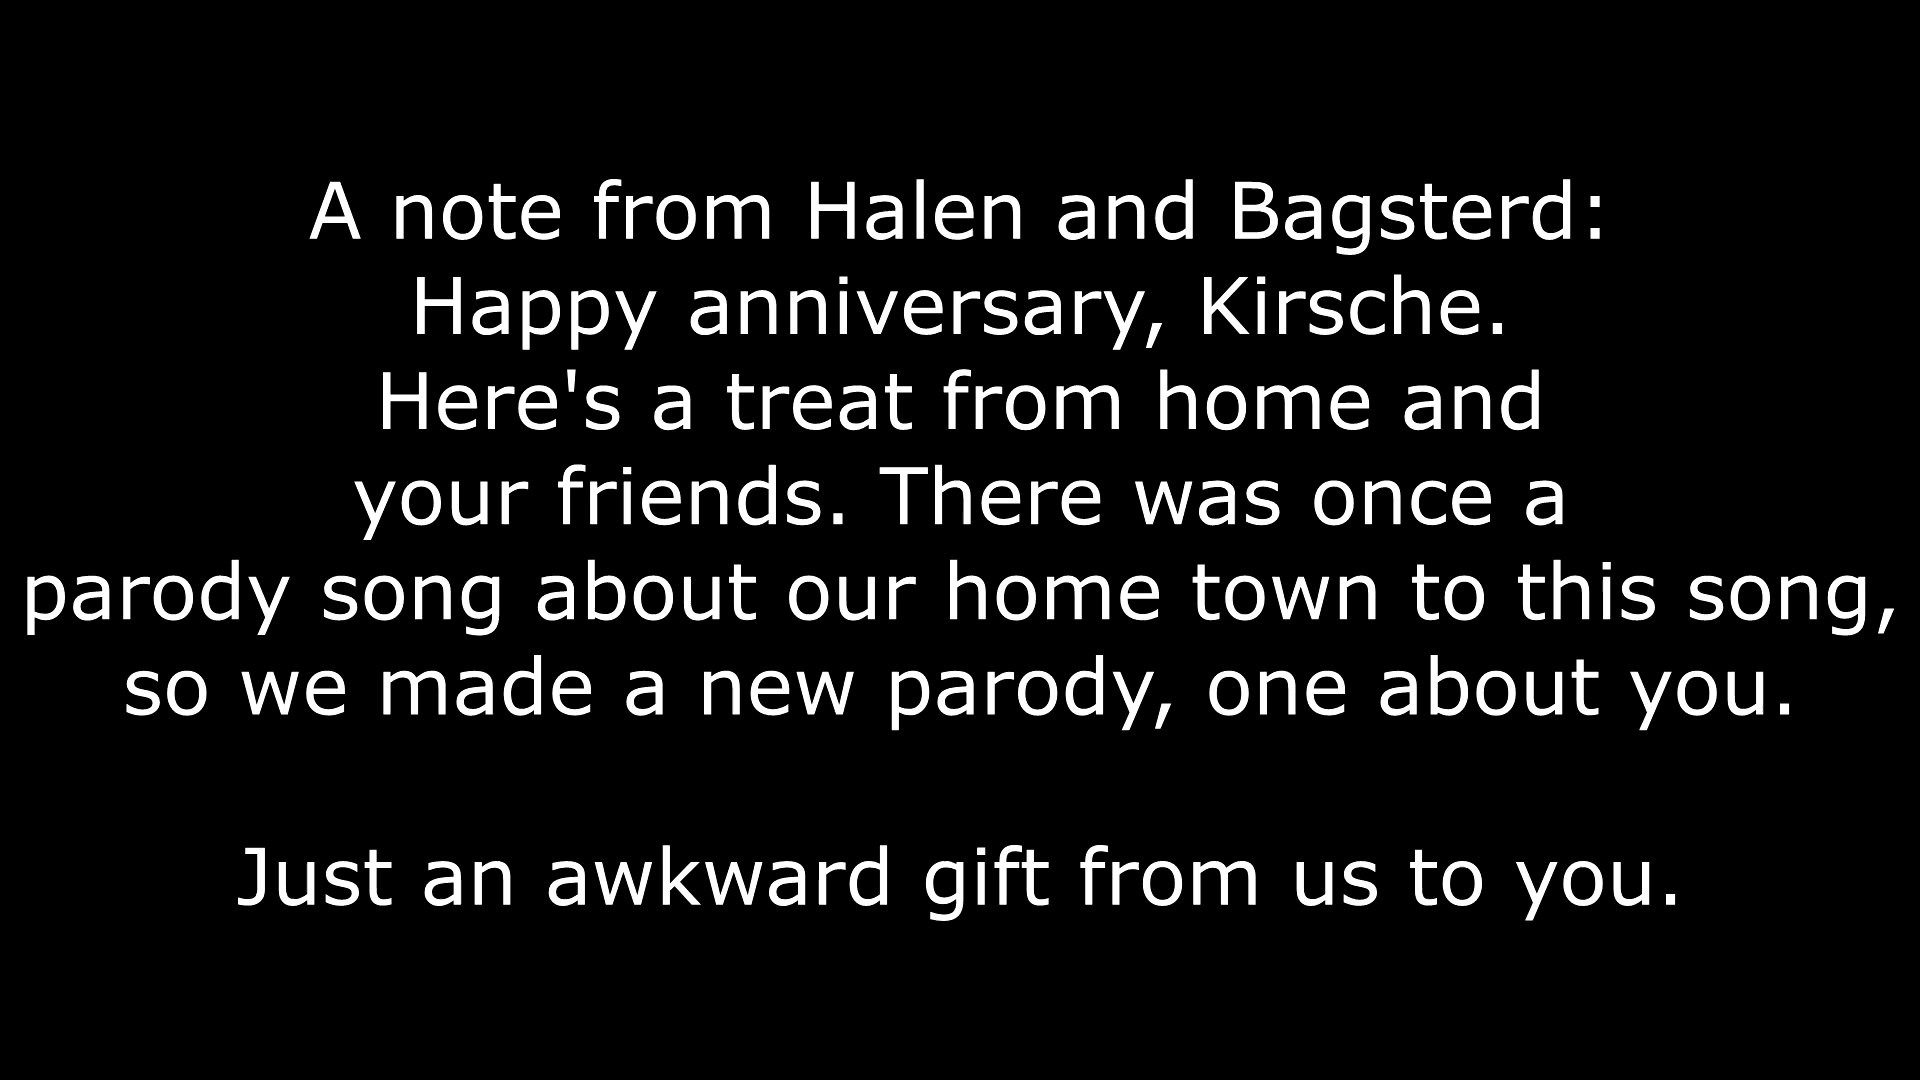 A note from Halen and Bagsterd:
Happy anniversary, Kirsche.
Here's a treat from home and
your friends. There was once a
parody song about our home town to this song,
so we made a new parody, one about you.
Just an awkward gift from us to you.